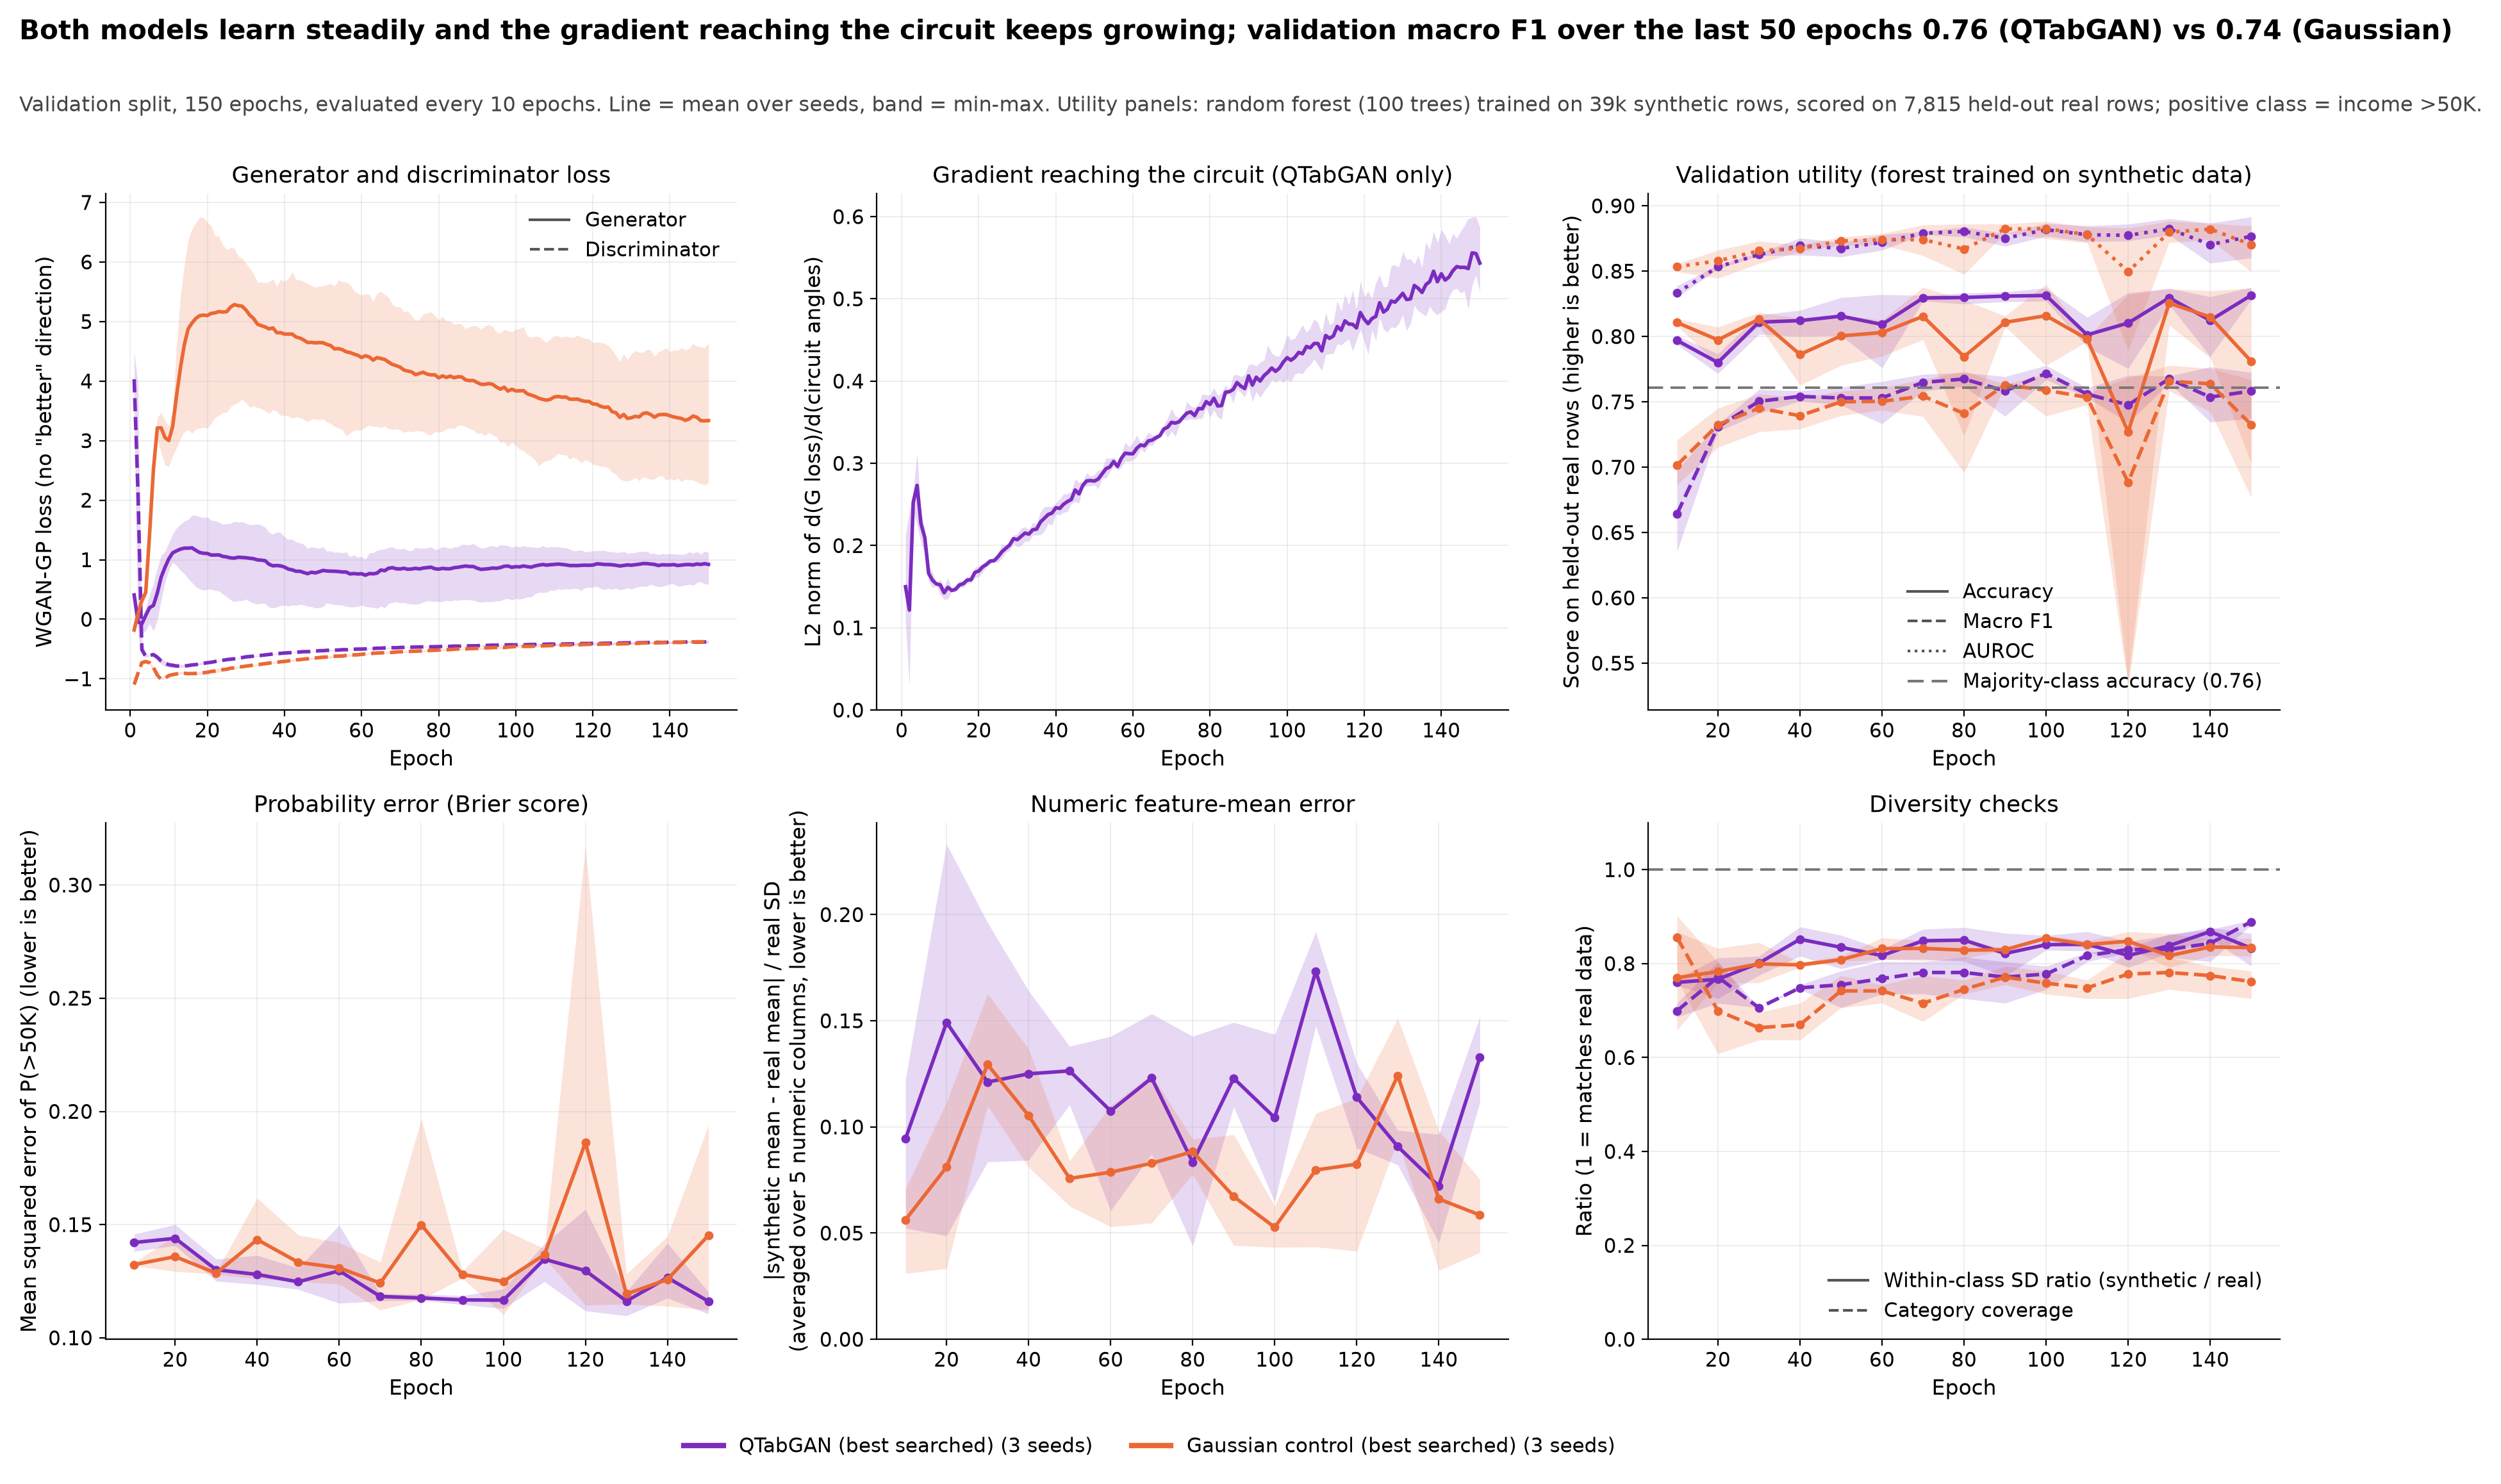 Both models learn steadily and the gradient reaching the circuit keeps growing; validation macro F1 over the last 50 epochs 0.76 (QTabGAN) vs 0.74 (Gaussian)
Validation split, 150 epochs, evaluated every 10 epochs. Line = mean over seeds, band = min-max. Utility panels: random forest (100 trees) trained on 39k synthetic rows, scored on 7,815 held-out real rows; positive class = income >50K.
Generator and discriminator loss
WGAN-GP loss (no "better" direction)
7
6
5
4
3
2
1
0
−1
Generator
Discriminator
0 20 40 60 80 100 120 140
Epoch
Gradient reaching the circuit (QTabGAN only)
L2 norm of d(G loss)/d(circuit angles)
0.6
0.5
0.4
0.3
0.2
0.1
0.0
0 20 40 60 80 100 120 140
Epoch
Validation utility (forest trained on synthetic data)
Score on held-out real rows (higher is better)
0.90
0.85
0.80
0.75
0.70
0.65
0.60
0.55
Accuracy
Macro F1
AUROC
Majority-class accuracy (0.76)
20 40 60 80 100 120 140
Epoch
Probability error (Brier score)
Mean squared error of P(>50K) (lower is better)
0.30
0.25
0.20
0.15
0.10
20 40 60 80 100 120 140
Epoch
Numeric feature-mean error
|synthetic mean - real mean| / real SD
(averaged over 5 numeric columns, lower is better)
0.20
0.15
0.10
0.05
0.00
20 40 60 80 100 120 140
Epoch
Diversity checks
Ratio (1 = matches real data)
1.0
0.8
0.6
0.4
0.2
0.0
Within-class SD ratio (synthetic / real)
Category coverage
20 40 60 80 100 120 140
Epoch
QTabGAN (best searched) (3 seeds)
Gaussian control (best searched) (3 seeds)